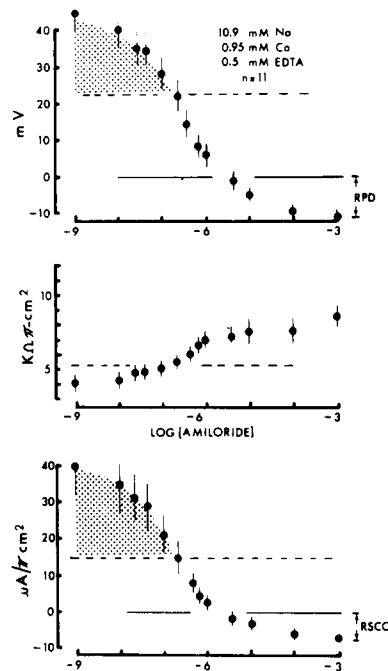 10.9 mM Na
0.95 mM Ca
0.5 mM EDTA
n=11
mV
40
30
20
10
0
-10
RPD
-9
-6
-3
KΩπ-cm²
10
5
-9
-6
-3
LOG [AMILORIDE]
μA/πcm²
40
30
20
10
0
-10
RSCC
-9
-6
-3